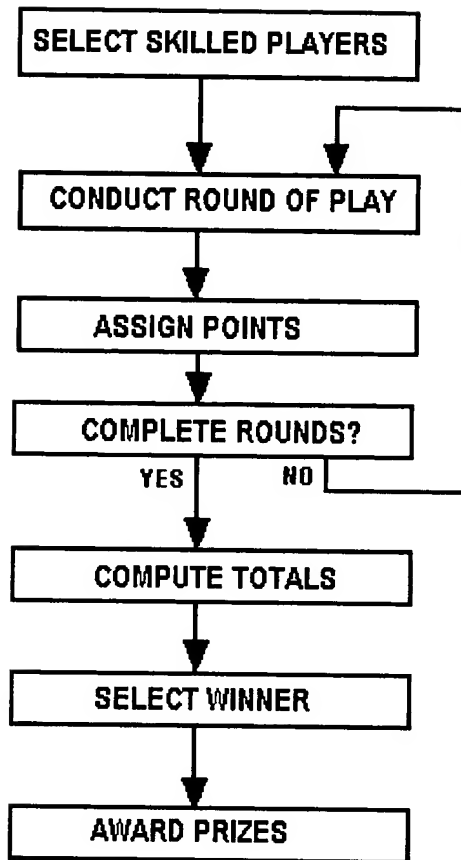 SELECT SKILLED PLAYERS
CONDUCT ROUND OF PLAY
ASSIGN POINTS
COMPLETE ROUNDS?
YES NO
COMPUTE TOTALS
SELECT WINNER
AWARD PRIZES